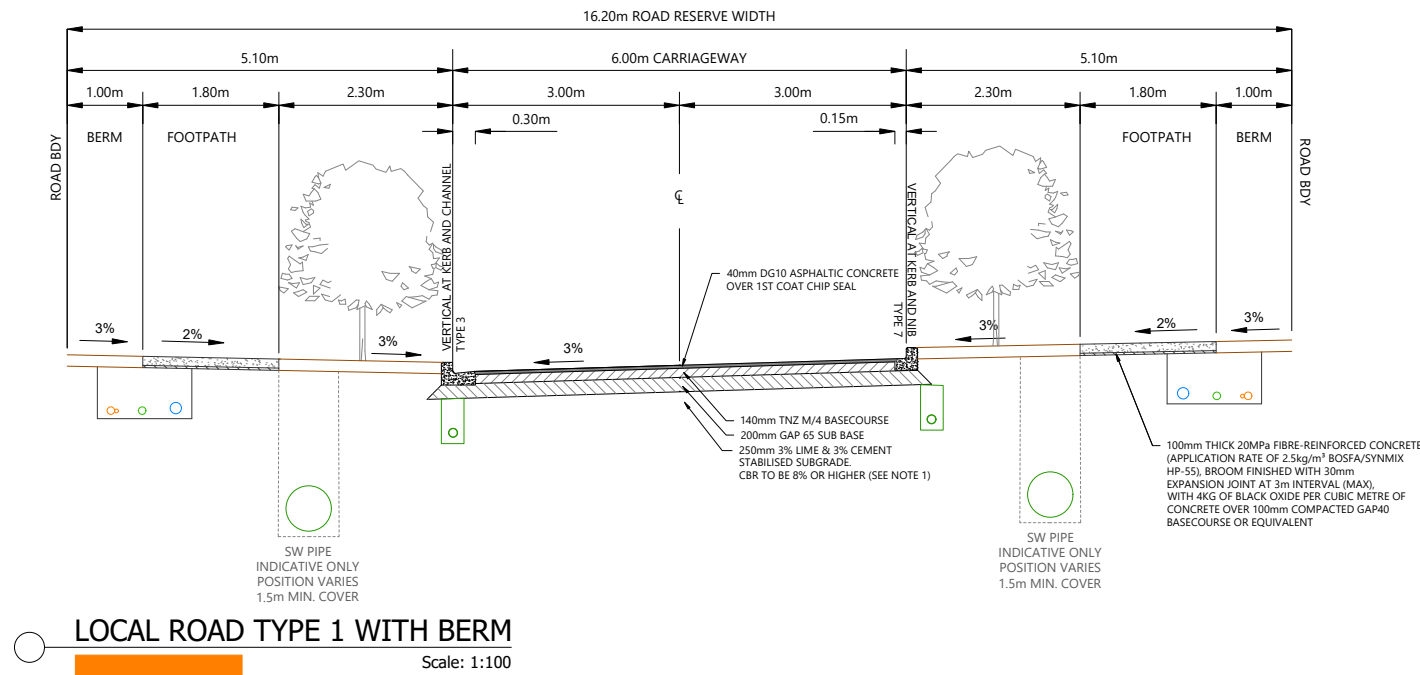 16.20m ROAD RESERVE WIDTH
5.10m
6.00m CARRIAGEWAY
5.10m
1.00m
1.80m
2.30m
3.00m
3.00m
2.30m
1.80m
1.00m
0.30m
0.15m
ROAD BDY
BERM
FOOTPATH
FOOTPATH
BERM
ROAD BDY
VERTICAL AT KERB AND CHANNEL
TYPE 3
℄
VERTICAL AT KERB AND NIB
TYPE 7
40mm DG10 ASPHALTIC CONCRETE
OVER 1ST COAT CHIP SEAL
3%
2%
3%
3%
3%
2%
3%
140mm TNZ M/4 BASECOURSE
200mm GAP 65 SUB BASE
250mm 3% LIME & 3% CEMENT
STABILISED SUBGRADE.
CBR TO BE 8% OR HIGHER (SEE NOTE 1)
100mm THICK 20MPa FIBRE-REINFORCED CONCRETE
(APPLICATION RATE OF 2.5kg/m³ BOSFA/SYNMIX
HP-55), BROOM FINISHED WITH 30mm
EXPANSION JOINT AT 3m INTERVAL (MAX),
WITH 4KG OF BLACK OXIDE PER CUBIC METRE OF
CONCRETE OVER 100mm COMPACTED GAP40
BASECOURSE OR EQUIVALENT
SW PIPE
INDICATIVE ONLY
POSITION VARIES
1.5m MIN. COVER
SW PIPE
INDICATIVE ONLY
POSITION VARIES
1.5m MIN. COVER
LOCAL ROAD TYPE 1 WITH BERM
Scale: 1:100